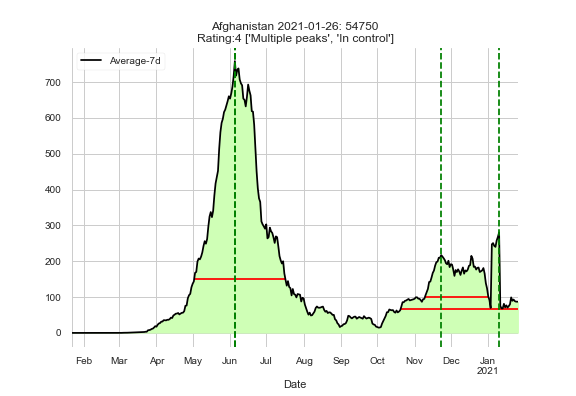 Afghanistan 2021-01-26: 54750
Rating:4 ['Multiple peaks', 'In control']
Average-7d
700
600
500
400
300
200
100
0
Feb Mar Apr May Jun Jul Aug Sep Oct Nov Dec Jan
2021
Date